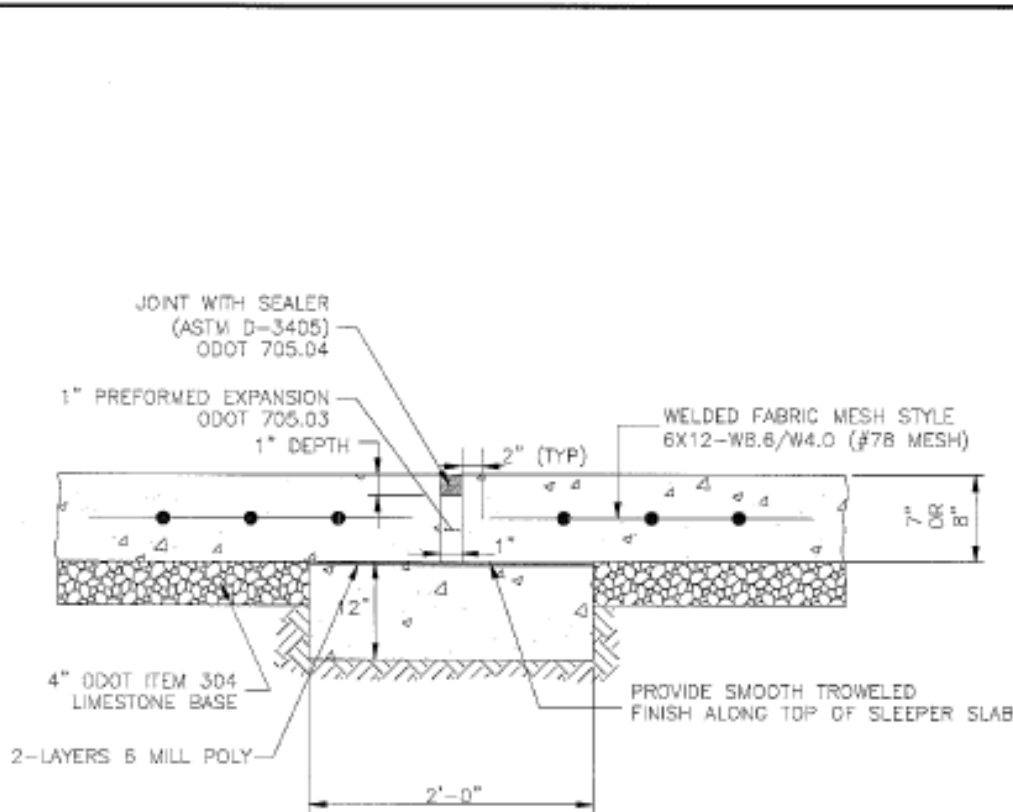 JOINT WITH SEALER
(ASTM D-3405)
ODOT 705.04
1" PREFORMED EXPANSION
ODOT 705.03
1" DEPTH
2" (TYP)
WELDED FABRIC MESH STYLE
6X12-W8.6/W4.0 (#78 MESH)
7"
OR
8"
1"
12"
4" ODOT ITEM 304
LIMESTONE BASE
PROVIDE SMOOTH TROWELED
FINISH ALONG TOP OF SLEEPER SLAB
2-LAYERS 6 MILL POLY
2'-0"